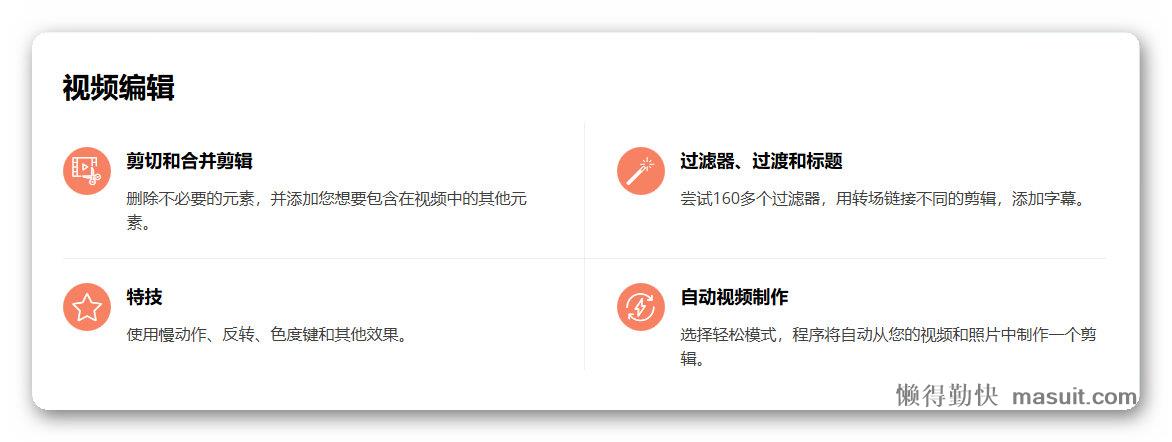 视频编辑
剪切和合并剪辑
删除不必要的元素，并添加您想要包含在视频中的其他元
素。
过滤器、过渡和标题
尝试160多个过滤器，用转场链接不同的剪辑，添加字幕。
特技
使用慢动作、反转、色度键和其他效果。
自动视频制作
选择轻松模式，程序将自动从您的视频和照片中制作一个剪
辑。
懒得勤快 masuit.com